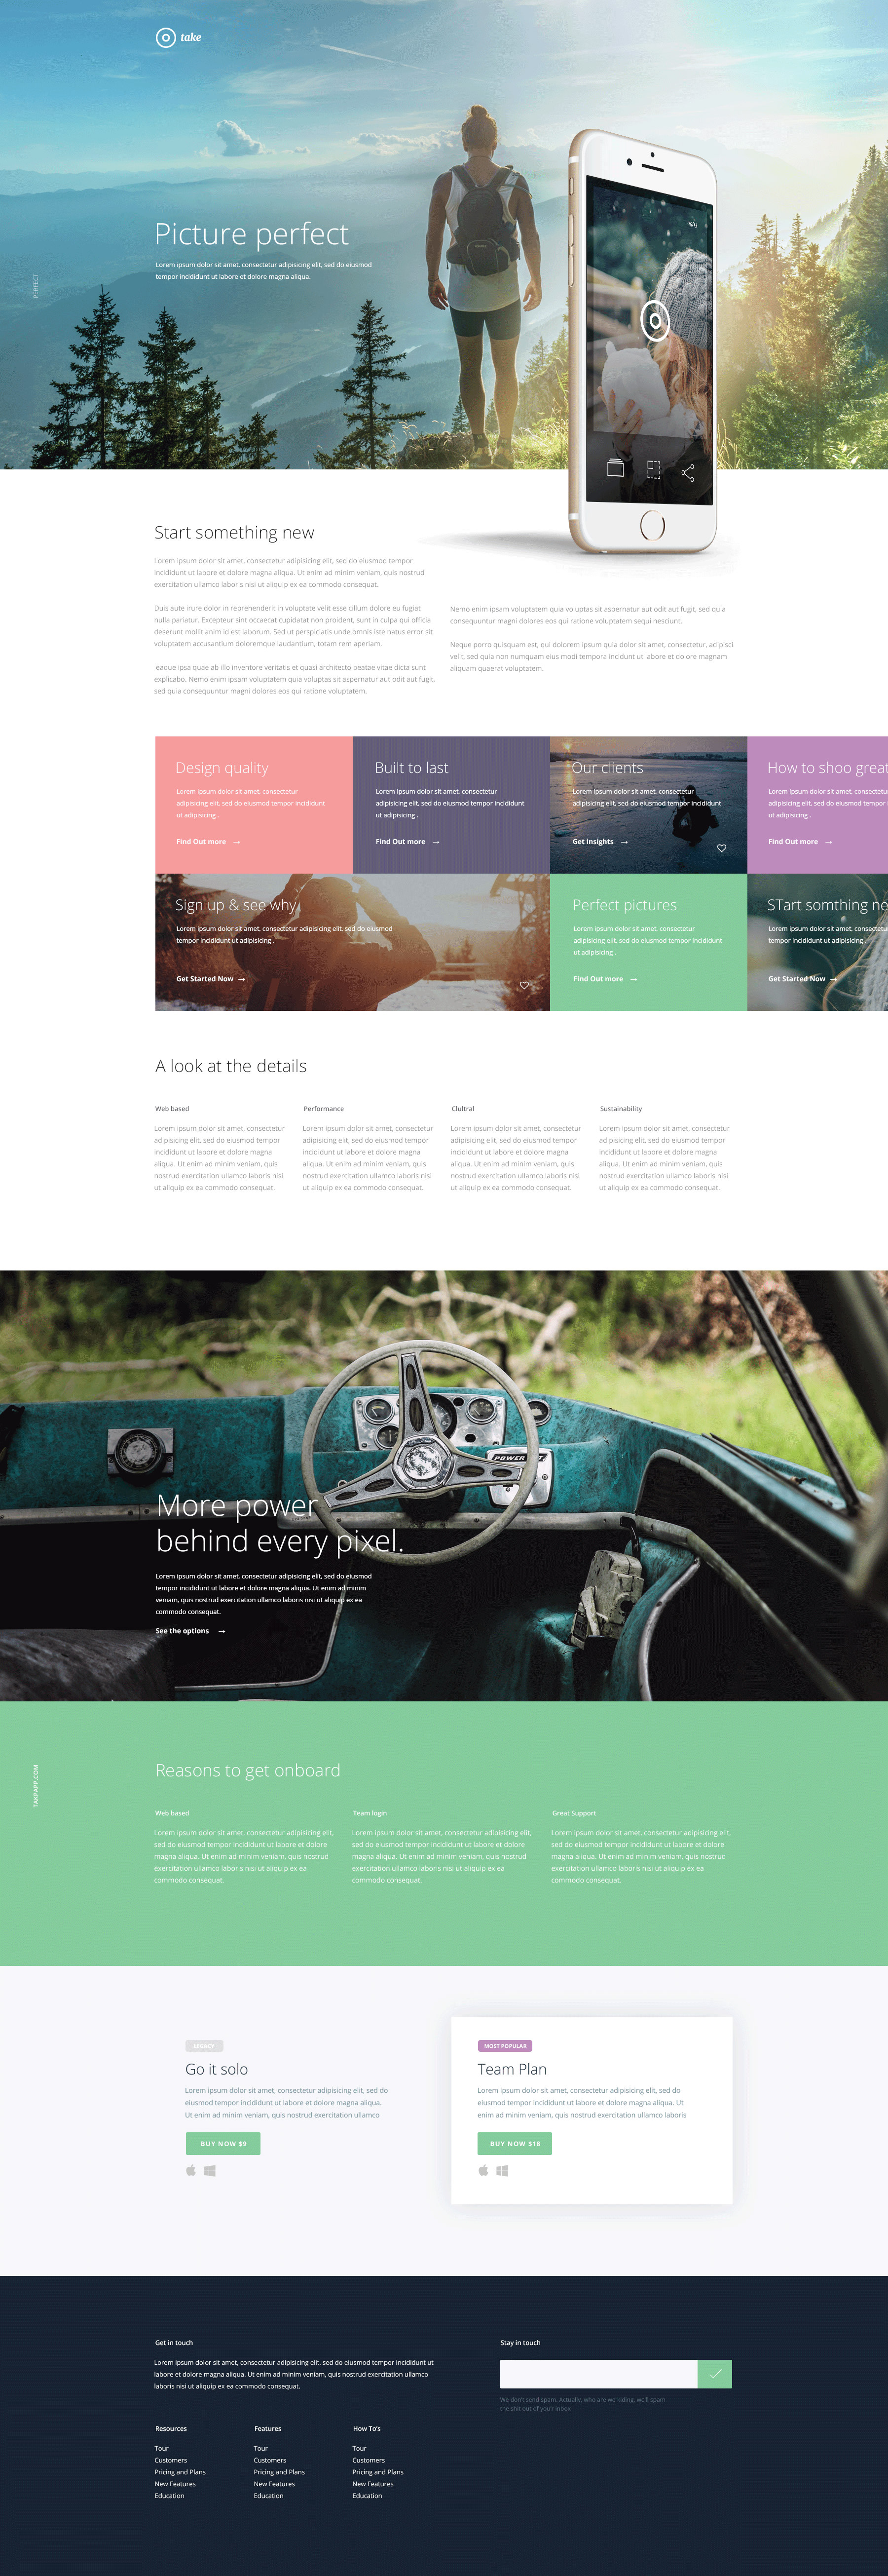 take
Picture perfect
Lorem ipsum dolor sit amet, consectetur adipisicing elit, sed do eiusmod
tempor incididunt ut labore et dolore magna aliqua.
PERFECT
Start something new
Lorem ipsum dolor sit amet, consectetur adipisicing elit, sed do eiusmod tempor
incididunt ut labore et dolore magna aliqua. Ut enim ad minim veniam, quis nostrud
exercitation ullamco laboris nisi ut aliquip ex ea commodo consequat.
Duis aute irure dolor in reprehenderit in voluptate velit esse cillum dolore eu fugiat
nulla pariatur. Excepteur sint occaecat cupidatat non proident, sunt in culpa qui officia
deserunt mollit anim id est laborum. Sed ut perspiciatis unde omnis iste natus error sit
voluptatem accusantium doloremque laudantium, totam rem aperiam.
eaque ipsa quae ab illo inventore veritatis et quasi architecto beatae vitae dicta sunt
explicabo. Nemo enim ipsam voluptatem quia voluptas sit aspernatur aut odit aut fugit,
sed quia consequuntur magni dolores eos qui ratione voluptatem.
Nemo enim ipsam voluptatem quia voluptas sit aspernatur aut odit aut fugit, sed quia
consequuntur magni dolores eos qui ratione voluptatem sequi nesciunt.
Neque porro quisquam est, qui dolorem ipsum quia dolor sit amet, consectetur, adipisci
velit, sed quia non numquam eius modi tempora incidunt ut labore et dolore magnam
aliquam quaerat voluptatem.
Design quality
Lorem ipsum dolor sit amet, consectetur
adipisicing elit, sed do eiusmod tempor incididunt
ut adipisicing .
Find Out more →
Built to last
Lorem ipsum dolor sit amet, consectetur
adipisicing elit, sed do eiusmod tempor incididunt
ut adipisicing .
Find Out more →
Our clients
Lorem ipsum dolor sit amet, consectetur
adipisicing elit, sed do eiusmod tempor incididunt
Get insights →
How to shoo great
Lorem ipsum dolor sit amet, consectetu
adipisicing elit, sed do eiusmod tempor
ut adipisicing .
Find Out more →
Sign up & see why
Lorem ipsum dolor sit amet, consectetur adipisicing elit, sed do eiusmod
tempor incididunt ut adipisicing .
Get Started Now →
Perfect pictures
Lorem ipsum dolor sit amet, consectetur
adipisicing elit, sed do eiusmod tempor incididunt
ut adipisicing .
Find Out more →
STart somthing ne
Lorem ipsum dolor sit amet, consectetu
tempor incididunt ut adipisicing
Get Started Now →
A look at the details
Web based
Lorem ipsum dolor sit amet, consectetur
adipisicing elit, sed do eiusmod tempor
incididunt ut labore et dolore magna
aliqua. Ut enim ad minim veniam, quis
nostrud exercitation ullamco laboris nisi
ut aliquip ex ea commodo consequat.
Performance
Lorem ipsum dolor sit amet, consectetur
adipisicing elit, sed do eiusmod tempor
incididunt ut labore et dolore magna
aliqua. Ut enim ad minim veniam, quis
nostrud exercitation ullamco laboris nisi
ut aliquip ex ea commodo consequat.
Clultral
Lorem ipsum dolor sit amet, consectetur
adipisicing elit, sed do eiusmod tempor
incididunt ut labore et dolore magna
aliqua. Ut enim ad minim veniam, quis
nostrud exercitation ullamco laboris nisi
ut aliquip ex ea commodo consequat.
Sustainability
Lorem ipsum dolor sit amet, consectetur
adipisicing elit, sed do eiusmod tempor
incididunt ut labore et dolore magna
aliqua. Ut enim ad minim veniam, quis
nostrud exercitation ullamco laboris nisi
ut aliquip ex ea commodo consequat.
POWER
More power
behind every pixel.
Lorem ipsum dolor sit amet, consectetur adipisicing elit, sed do eiusmod
tempor incididunt ut labore et dolore magna aliqua. Ut enim ad minim
veniam, quis nostrud exercitation ullamco laboris nisi ut aliquip ex ea
commodo consequat.
See the options →
TAKPAPP.COM
Reasons to get onboard
Web based
Lorem ipsum dolor sit amet, consectetur adipisicing elit,
sed do eiusmod tempor incididunt ut labore et dolore
magna aliqua. Ut enim ad minim veniam, quis nostrud
exercitation ullamco laboris nisi ut aliquip ex ea
commodo consequat.
Team login
Lorem ipsum dolor sit amet, consectetur adipisicing elit,
sed do eiusmod tempor incididunt ut labore et dolore
magna aliqua. Ut enim ad minim veniam, quis nostrud
exercitation ullamco laboris nisi ut aliquip ex ea
commodo consequat.
Great Support
Lorem ipsum dolor sit amet, consectetur adipisicing elit,
sed do eiusmod tempor incididunt ut labore et dolore
magna aliqua. Ut enim ad minim veniam, quis nostrud
exercitation ullamco laboris nisi ut aliquip ex ea
commodo consequat.
LEGACY
Go it solo
Lorem ipsum dolor sit amet, consectetur adipisicing elit, sed do
eiusmod tempor incididunt ut labore et dolore magna aliqua.
Ut enim ad minim veniam, quis nostrud exercitation ullamco
BUY NOW $9
MOST POPULAR
Team Plan
Lorem ipsum dolor sit amet, consectetur adipisicing elit, sed do
eiusmod tempor incididunt ut labore et dolore magna aliqua. Ut
enim ad minim veniam, quis nostrud exercitation ullamco laboris
BUY NOW $18
Get in touch
Lorem ipsum dolor sit amet, consectetur adipisicing elit, sed do eiusmod tempor incididunt ut
labore et dolore magna aliqua. Ut enim ad minim veniam, quis nostrud exercitation ullamco
laboris nisi ut aliquip ex ea commodo consequat.
Stay in touch
We don't send spam. Actually, who are we kiding, we'll spam
the shit out of you'r inbox
Resources
Tour
Customers
Pricing and Plans
New Features
Education
Features
Tour
Customers
Pricing and Plans
New Features
Education
How To's
Tour
Customers
Pricing and Plans
New Features
Education